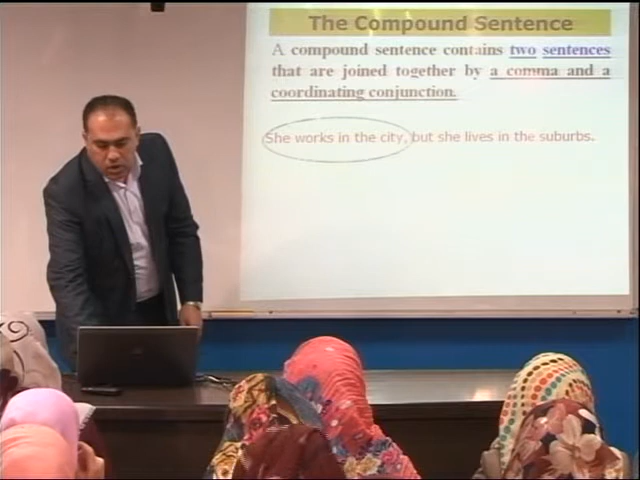 The Compound Sentence
A compound sentence contains two sentences
that are joined together by a comma and a
coordinating conjunction.
She works in the city, but she lives in the suburbs.